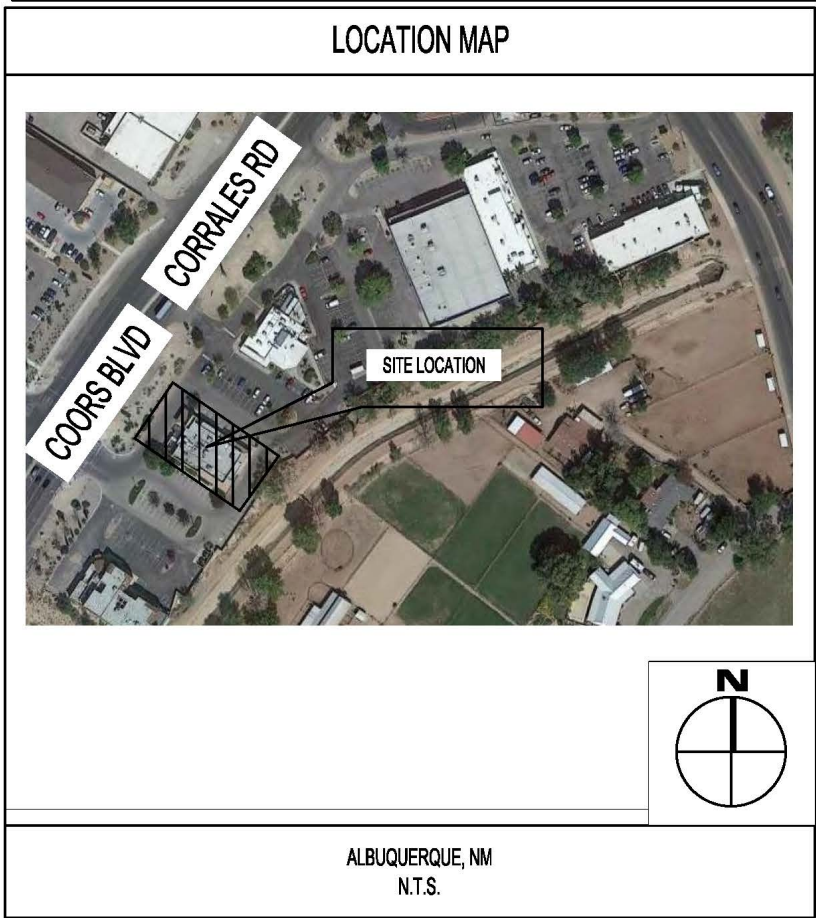 LOCATION MAP
CORRALES RD
COORS BLVD
SITE LOCATION
N
ALBUQUERQUE, NM
N.T.S.